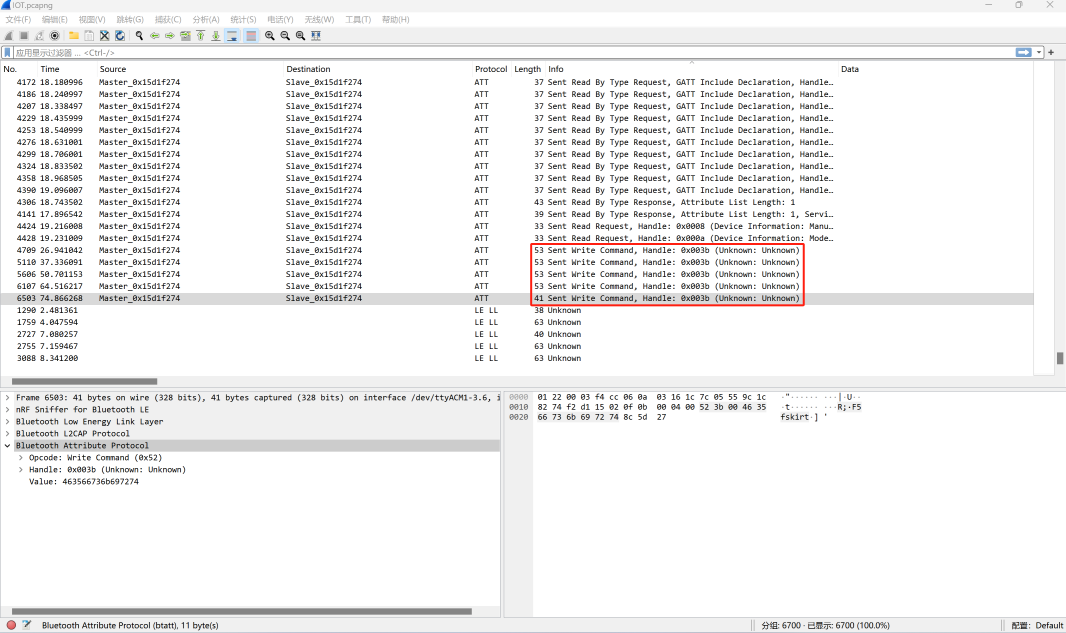 IOT.pcapng
文件(F) 编辑(E) 视图(V) 跳转(G) 捕获(C) 分析(A) 统计(S) 电话(Y) 无线(W) 工具(T) 帮助(H)
应用显示过滤器 … <Ctrl-/>
No. Time Source Destination Protocol Length Info Data
4172 18.180996 Master_0x15d1f274 Slave_0x15d1f274 ATT 37 Sent Read By Type Request, GATT Include Declaration, Handle…
4186 18.240997 Master_0x15d1f274 Slave_0x15d1f274 ATT 37 Sent Read By Type Request, GATT Include Declaration, Handle…
4207 18.338497 Master_0x15d1f274 Slave_0x15d1f274 ATT 37 Sent Read By Type Request, GATT Include Declaration, Handle…
4229 18.435999 Master_0x15d1f274 Slave_0x15d1f274 ATT 37 Sent Read By Type Request, GATT Include Declaration, Handle…
4253 18.540999 Master_0x15d1f274 Slave_0x15d1f274 ATT 37 Sent Read By Type Request, GATT Include Declaration, Handle…
4276 18.631001 Master_0x15d1f274 Slave_0x15d1f274 ATT 37 Sent Read By Type Request, GATT Include Declaration, Handle…
4299 18.706001 Master_0x15d1f274 Slave_0x15d1f274 ATT 37 Sent Read By Type Request, GATT Include Declaration, Handle…
4324 18.833502 Master_0x15d1f274 Slave_0x15d1f274 ATT 37 Sent Read By Type Request, GATT Include Declaration, Handle…
4358 18.968505 Master_0x15d1f274 Slave_0x15d1f274 ATT 37 Sent Read By Type Request, GATT Include Declaration, Handle…
4390 19.096007 Master_0x15d1f274 Slave_0x15d1f274 ATT 37 Sent Read By Type Request, GATT Include Declaration, Handle…
4306 18.743502 Master_0x15d1f274 Slave_0x15d1f274 ATT 43 Sent Read By Type Response, Attribute List Length: 1
4141 17.896542 Master_0x15d1f274 Slave_0x15d1f274 ATT 39 Sent Read By Type Response, Attribute List Length: 1, Servi…
4424 19.216008 Master_0x15d1f274 Slave_0x15d1f274 ATT 33 Sent Read Request, Handle: 0x0008 (Device Information: Manu…
4428 19.231009 Master_0x15d1f274 Slave_0x15d1f274 ATT 33 Sent Read Request, Handle: 0x000a (Device Information: Mode…
4709 26.941042 Master_0x15d1f274 Slave_0x15d1f274 ATT 53 Sent Write Command, Handle: 0x003b (Unknown: Unknown)
5110 37.336091 Master_0x15d1f274 Slave_0x15d1f274 ATT 53 Sent Write Command, Handle: 0x003b (Unknown: Unknown)
5606 50.701153 Master_0x15d1f274 Slave_0x15d1f274 ATT 53 Sent Write Command, Handle: 0x003b (Unknown: Unknown)
6107 64.516217 Master_0x15d1f274 Slave_0x15d1f274 ATT 53 Sent Write Command, Handle: 0x003b (Unknown: Unknown)
6503 74.866268 Master_0x15d1f274 Slave_0x15d1f274 ATT 41 Sent Write Command, Handle: 0x003b (Unknown: Unknown)
1290 2.481361 LE LL 38 Unknown
1759 4.047594 LE LL 63 Unknown
2727 7.080257 LE LL 40 Unknown
2755 7.159467 LE LL 63 Unknown
3088 8.341200 LE LL 63 Unknown
Frame 6503: 41 bytes on wire (328 bits), 41 bytes captured (328 bits) on interface /dev/ttyACM1-3.6, i
nRF Sniffer for Bluetooth LE
Bluetooth Low Energy Link Layer
Bluetooth L2CAP Protocol
Bluetooth Attribute Protocol
Opcode: Write Command (0x52)
Handle: 0x003b (Unknown: Unknown)
Value: 463566736b697274
0000 01 22 00 03 f4 cc 06 0a 03 16 1c 7c 05 55 9c 1c ·"······ ···|·U··
0010 82 74 f2 d1 15 02 0f 0b 00 04 00 52 3b 00 46 35 ·t······ ···R;·F5
0020 66 73 6b 69 72 74 8c 5d 27 fskirt·] '
Bluetooth Attribute Protocol (btatt), 11 byte(s)
分组: 6700 · 已显示: 6700 (100.0%)
配置: Default